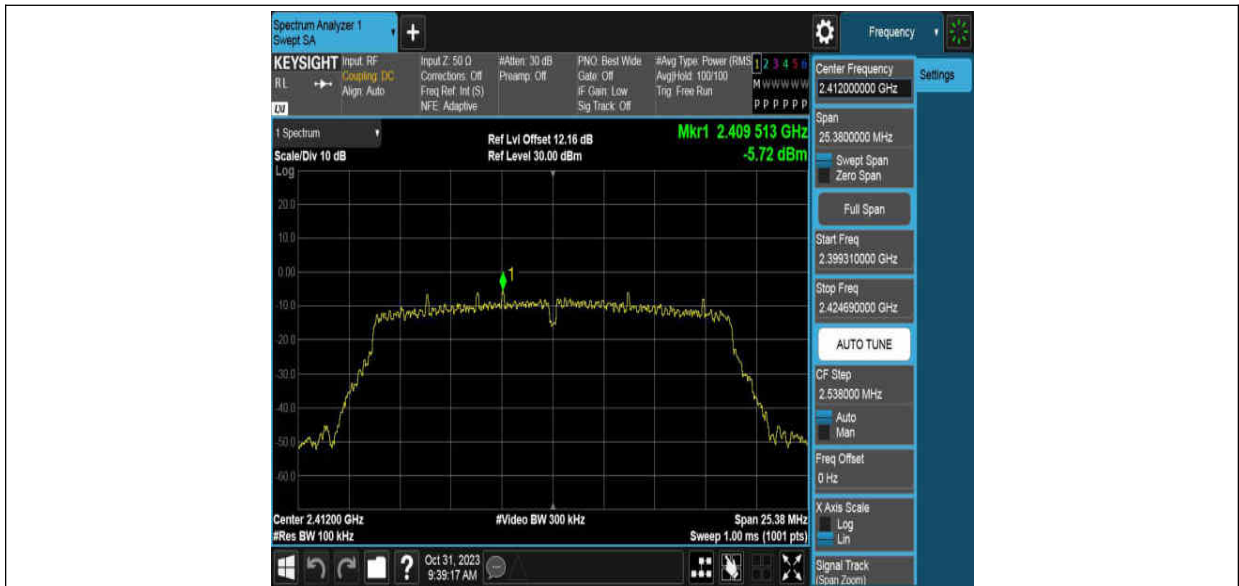 Spectrum Analyzer 1
Swept SA
+
Frequency
KEYSIGHT
RL
LXI
Input: RF
Coupling: DC
Align: Auto
Input Z: 50 Ω
Corrections: Off
Freq Ref: Int (S)
NFE: Adaptive
#Atten: 30 dB
Preamp: Off
PNO: Best Wide
Gate: Off
IF Gain: Low
Sig Track: Off
#Avg Type: Power (RMS
Avg|Hold: 100/100
Trig: Free Run
1 2 3 4 5 6
M W W W W W
P P P P P P
1 Spectrum
Scale/Div 10 dB
Log
Ref Lvl Offset 12.16 dB
Ref Level 30.00 dBm
Mkr1 2.409 513 GHz
-5.72 dBm
20.0
10.0
0.00
-10.0
-20.0
-30.0
-40.0
-50.0
-60.0
1
Center 2.41200 GHz
#Res BW 100 kHz
#Video BW 300 kHz
Span 25.38 MHz
Sweep 1.00 ms (1001 pts)
?
Oct 31, 2023
9:39:17 AM
Center Frequency
2.412000000 GHz
Span
25.3800000 MHz
Swept Span
Zero Span
Full Span
Start Freq
2.399310000 GHz
Stop Freq
2.424690000 GHz
AUTO TUNE
CF Step
2.538000 MHz
Auto
Man
Freq Offset
0 Hz
X Axis Scale
Log
Lin
Signal Track
(Span Zoom)
Settings